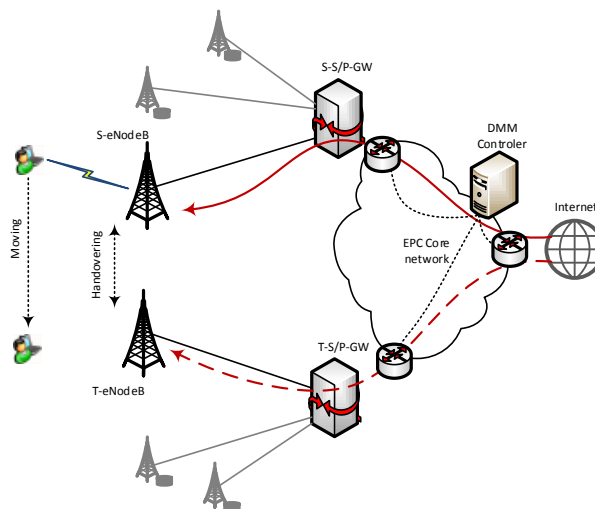 S-S/P-GW
S-eNodeB
DMM
Controler
Internet
Moving
Handovering
EPC Core
network
T-S/P-GW
T-eNodeB